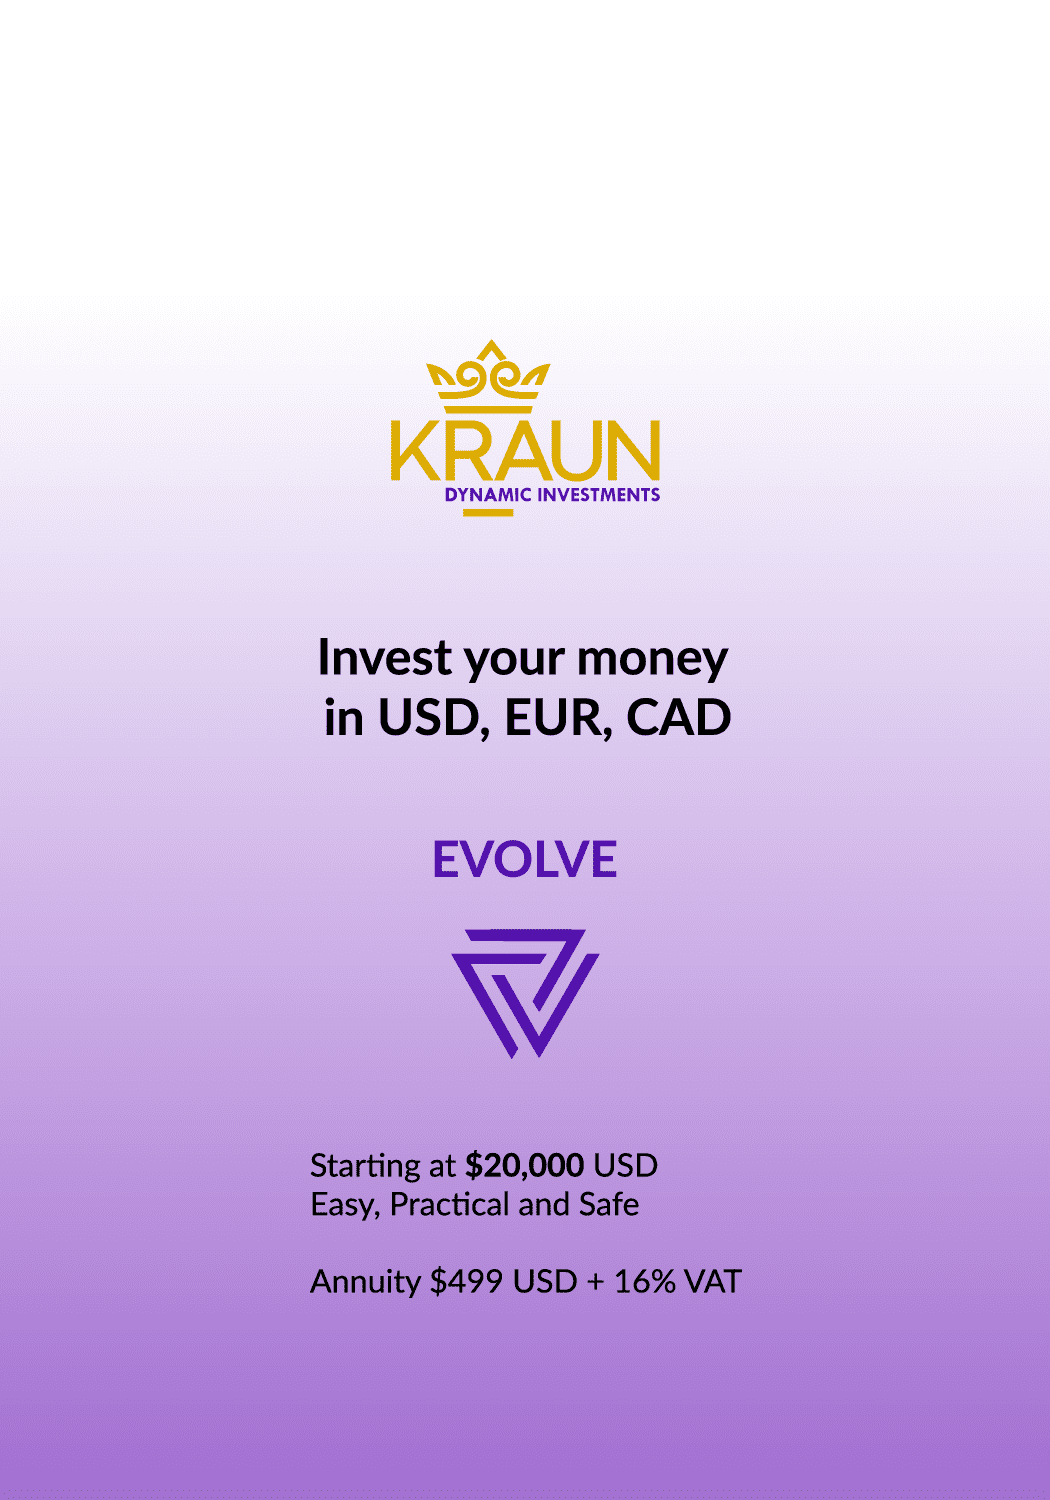 KRAUN
DYNAMIC INVESTMENTS
Invest your money
in USD, EUR, CAD
EVOLVE
Starting at $20,000 USD
Easy, Practical and Safe
Annuity $499 USD + 16% VAT